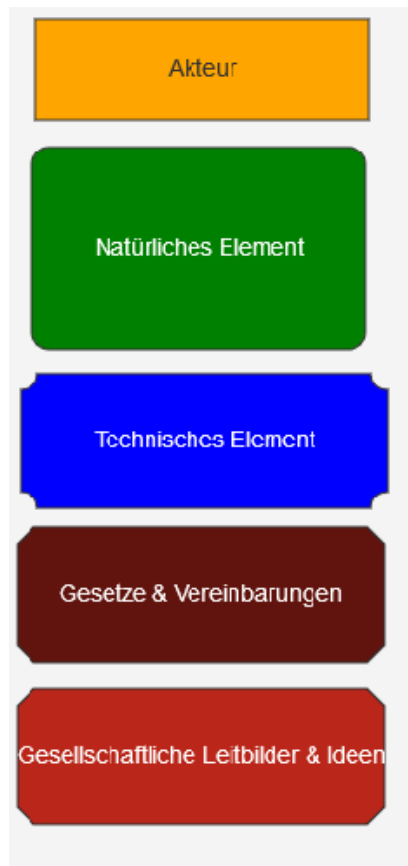 Akteur
Natürliches Element
Technisches Element
Gesetze & Vereinbarungen
Gesellschaftliche Leitbilder & Ideen